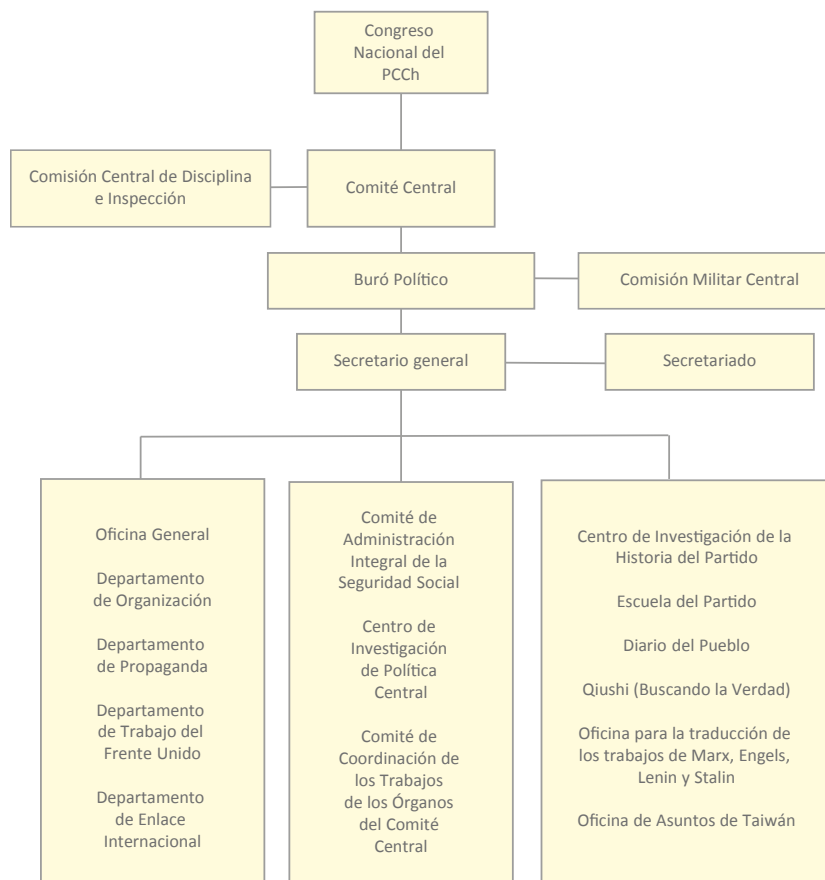 Congreso
Nacional del
PCCh
Comisión Central de Disciplina
e Inspección
Comité Central
Buró Político
Comisión Militar Central
Secretario general
Secretariado
Oficina General
Departamento
de Organización
Departamento
de Propaganda
Departamento
de Trabajo del
Frente Unido
Departamento
de Enlace
Internacional
Comité de
Administración
Integral de la
Seguridad Social
Centro de
Investigación
de Política
Central
Comité de
Coordinación de
los Trabajos
de los Órganos
del Comité
Central
Centro de Investigación de la
Historia del Partido
Escuela del Partido
Diario del Pueblo
Qiushi (Buscando la Verdad)
Oficina para la traducción de
los trabajos de Marx, Engels,
Lenin y Stalin
Oficina de Asuntos de Taiwán